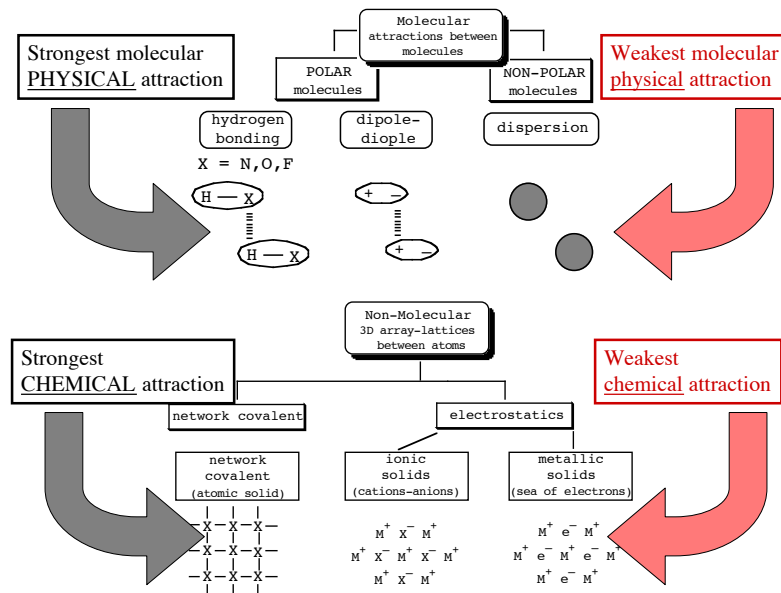 Molecular
attractions between
molecules
Strongest molecular
PHYSICAL attraction
Weakest molecular
physical attraction
POLAR
molecules
NON-POLAR
molecules
hydrogen
bonding
dipole-
diople
dispersion
X = N,O,F
H — X
H — X
+ −
+ −
Non-Molecular
3D array-lattices
between atoms
Strongest
CHEMICAL attraction
Weakest
chemical attraction
network covalent
electrostatics
network
covalent
(atomic solid)
ionic
solids
(cations-anions)
metallic
solids
(sea of electrons)
—X—X—X—
—X—X—X—
—X—X—X—
M⁺ X⁻ M⁺
M⁺ X⁻ M⁺ X⁻ M⁺
M⁺ X⁻ M⁺
M⁺ e⁻ M⁺
M⁺ e⁻ M⁺ e⁻ M⁺
M⁺ e⁻ M⁺